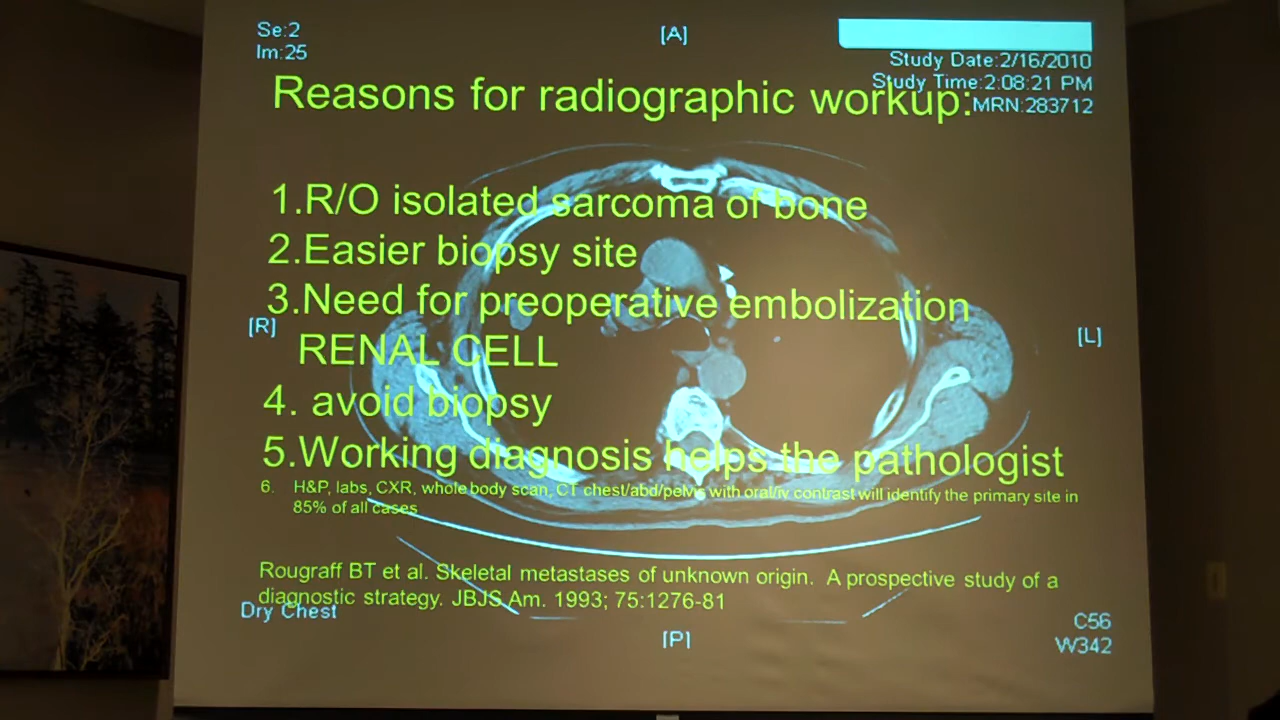 Se:2
Im:25
[A]
Study Date:2/16/2010
Study Time:2:08:21 PM
MRN:283712
Reasons for radiographic workup:
1.R/O isolated sarcoma of bone
2.Easier biopsy site
3.Need for preoperative embolization
[R]
[L]
RENAL CELL
4. avoid biopsy
5.Working diagnosis helps the pathologist
6. H&P, labs, CXR, whole body scan, CT chest/abd/pelvis with oral/iv contrast will identify the primary site in
85% of all cases
Rougraff BT et al. Skeletal metastases of unknown origin. A prospective study of a
diagnostic strategy. JBJS Am. 1993; 75:1276-81
Dry Chest
[P]
C56
W342